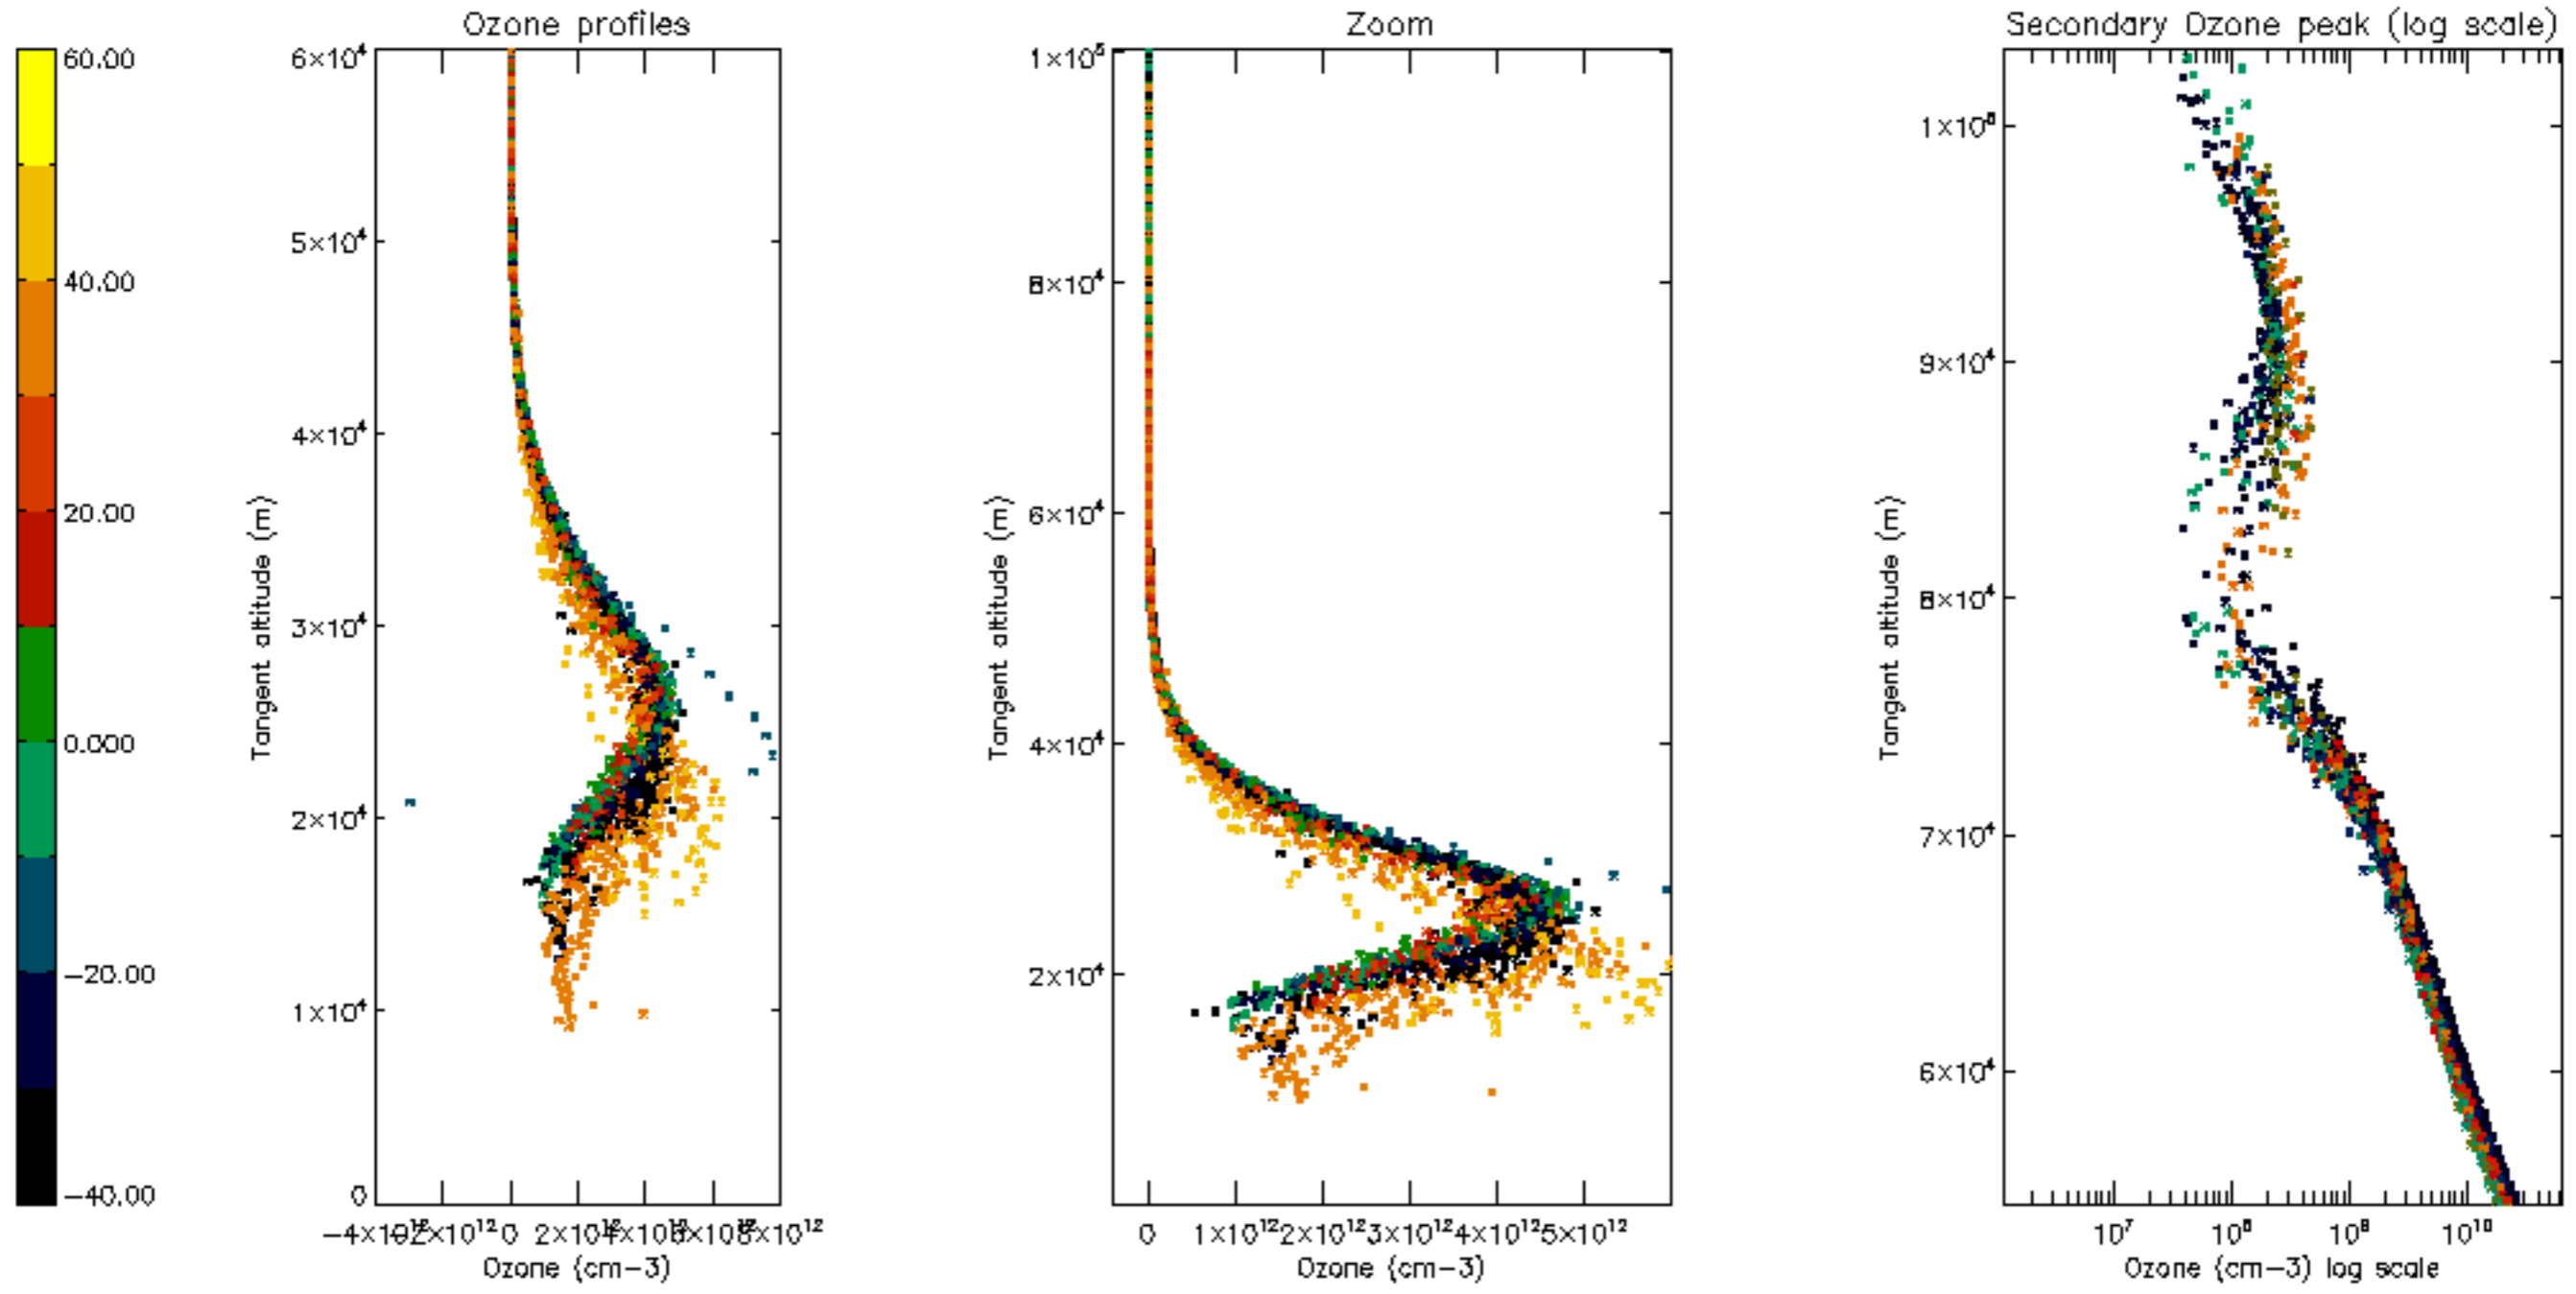 Ozone profiles
Zoom
Secondary Ozone peak (log scale)
60.00
40.00
20.00
0.000
−20.00
−40.00
6×10⁴
5×10⁴
4×10⁴
3×10⁴
2×10⁴
1×10⁴
0
Tangent altitude (m)
0
Ozone (cm−3)
1×10⁵
8×10⁴
6×10⁴
4×10⁴
2×10⁴
Tangent altitude (m)
0 1×10¹² 2×10¹² 3×10¹² 4×10¹² 5×10¹²
Ozone (cm−3)
9×10⁴
8×10⁴
7×10⁴
6×10⁴
Tangent altitude (m)
10⁷ 10⁹ 10¹⁰
Ozone (cm−3) log scale